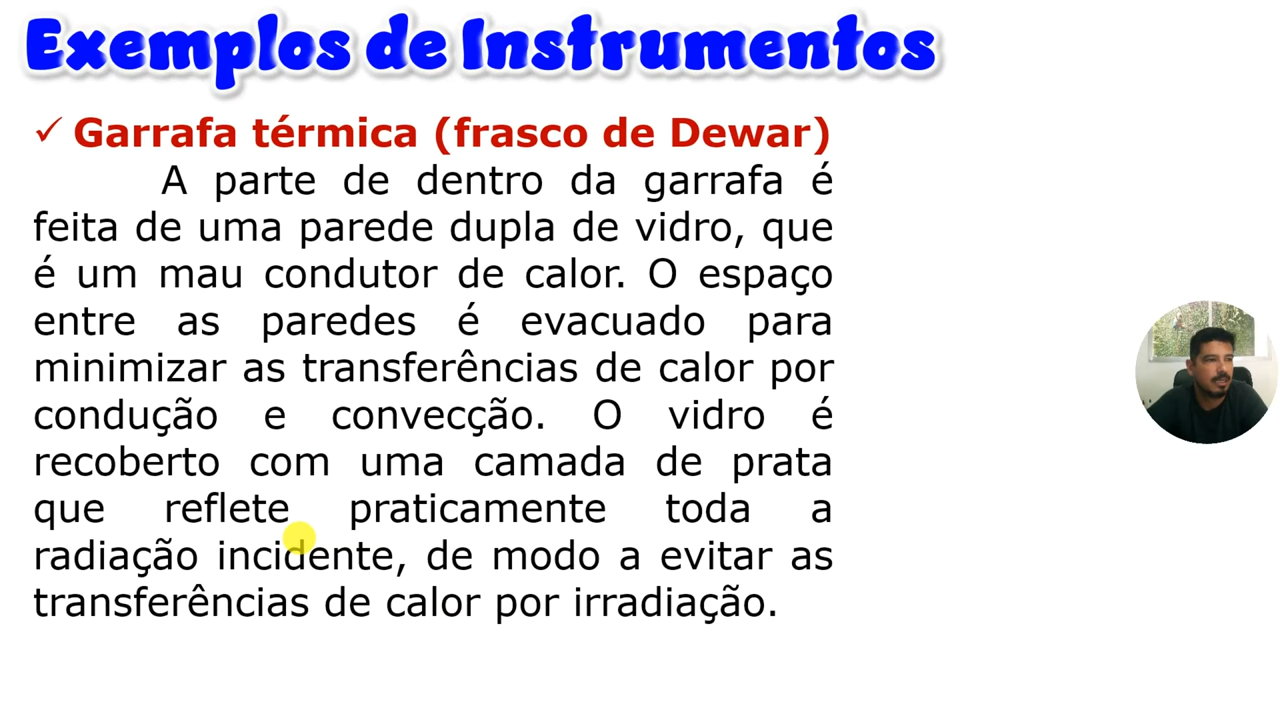 Exemplos de Instrumentos
✓ Garrafa térmica (frasco de Dewar)
A parte de dentro da garrafa é
feita de uma parede dupla de vidro, que
é um mau condutor de calor. O espaço
entre as paredes é evacuado para
minimizar as transferências de calor por
condução e convecção. O vidro é
recoberto com uma camada de prata
que reflete praticamente toda a
radiação incidente, de modo a evitar as
transferências de calor por irradiação.